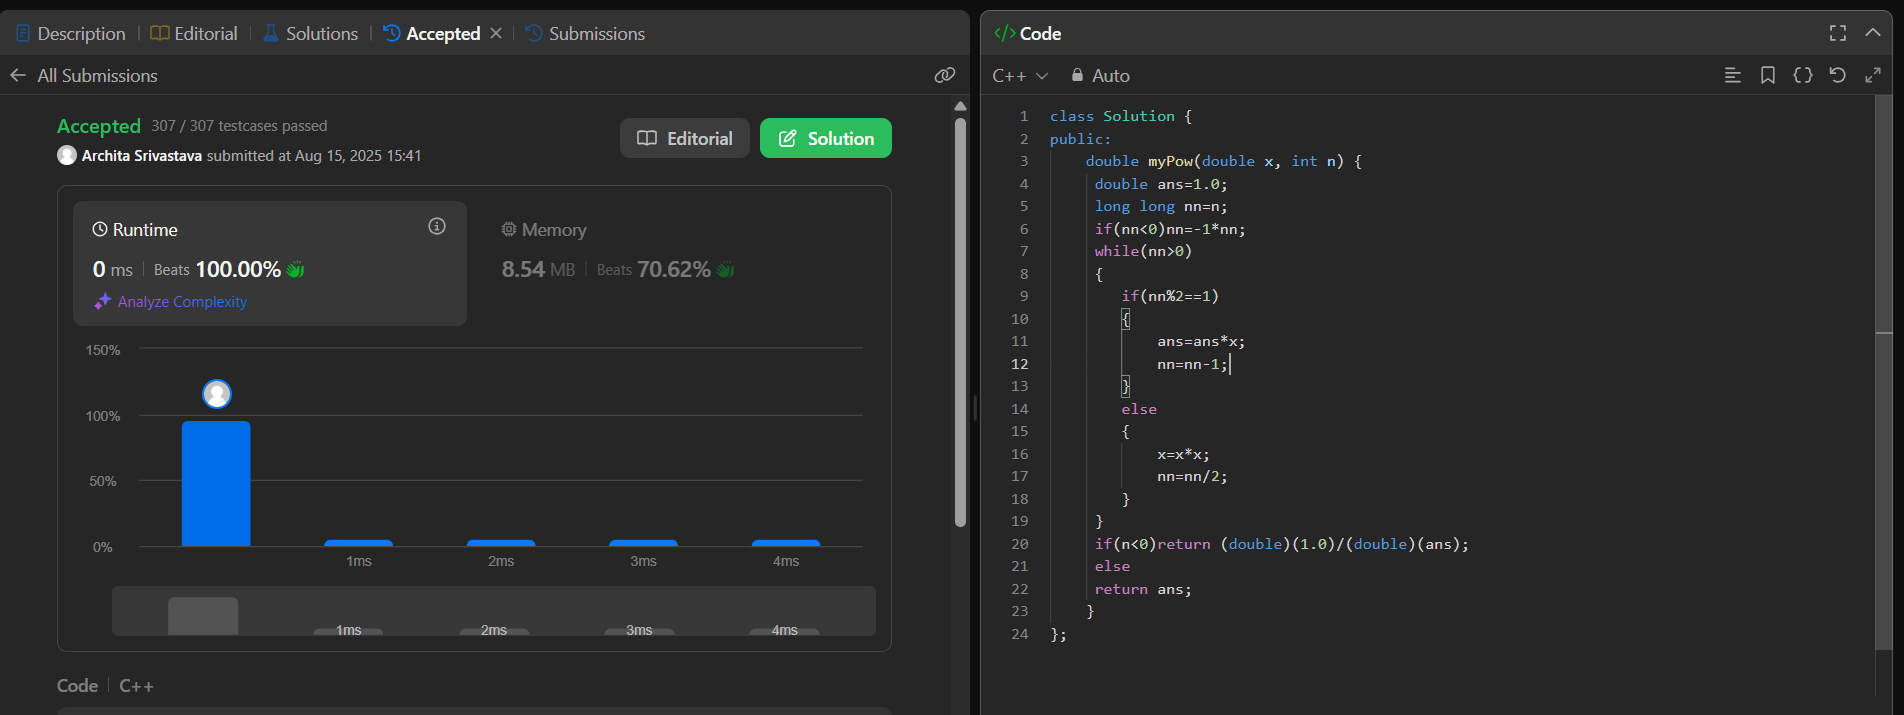 Description | Editorial | Solutions | Accepted × | Submissions
← All Submissions
Accepted 307 / 307 testcases passed
Archita Srivastava submitted at Aug 15, 2025 15:41
Editorial
Solution
Runtime
0 ms | Beats 100.00%
Analyze Complexity
Memory
8.54 MB | Beats 70.62%
150%
100%
50%
0%
1ms 2ms 3ms 4ms
1ms 2ms 3ms 4ms
Code | C++
</> Code
C++ Auto
1 class Solution {
2 public:
3     double myPow(double x, int n) {
4      double ans=1.0;
5      long long nn=n;
6      if(nn<0)nn=-1*nn;
7      while(nn>0)
8      {
9         if(nn%2==1)
10         {
11             ans=ans*x;
12             nn=nn-1;
13         }
14         else
15         {
16             x=x*x;
17             nn=nn/2;
18         }
19      }
20      if(n<0)return (double)(1.0)/(double)(ans);
21      else
22      return ans;
23     }
24 };